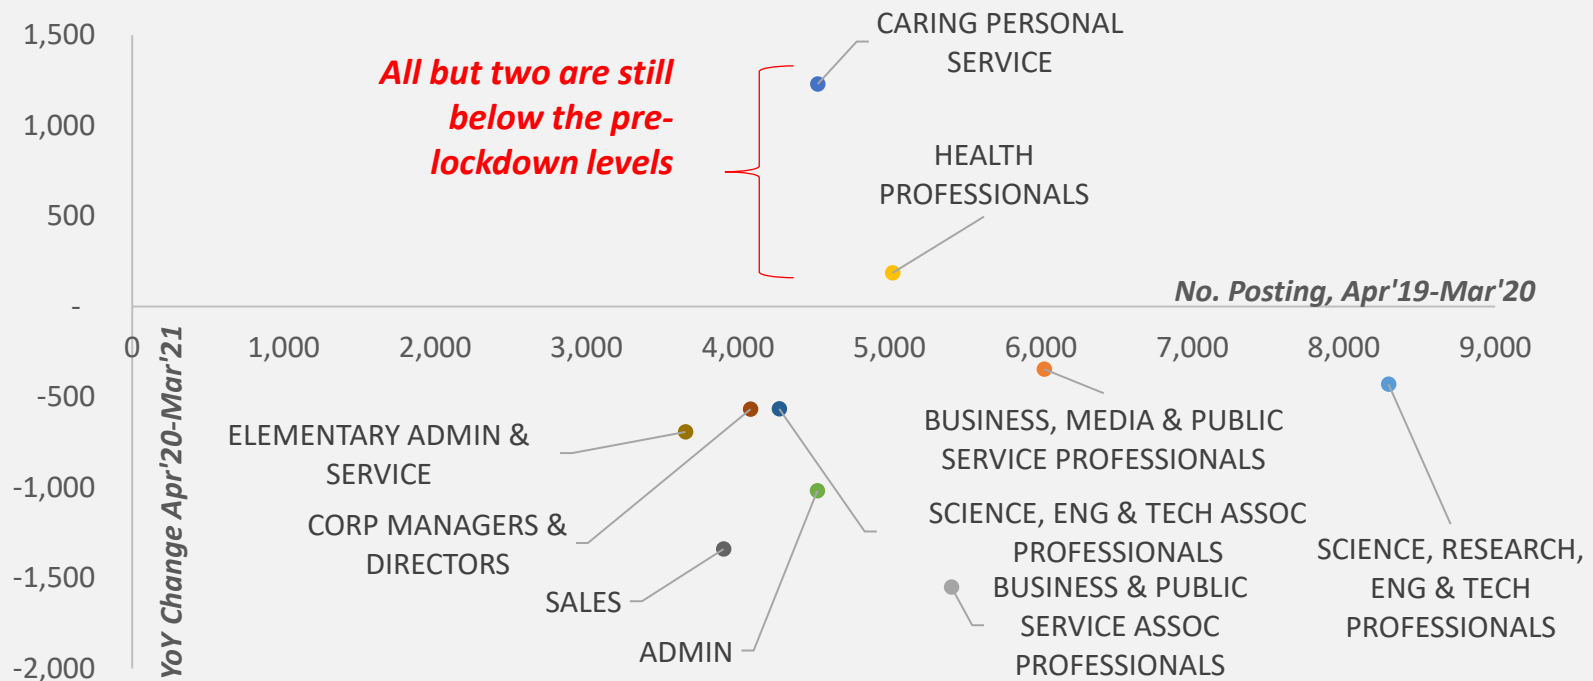 CARING PERSONAL
SERVICE
1,500
All but two are still
below the pre-
lockdown levels
1,000
HEALTH
PROFESSIONALS
500
No. Posting, Apr'19-Mar'20
-
0 1,000 2,000 3,000 4,000 5,000 6,000 7,000 8,000 9,000
YoY Change Apr'20-Mar'21
-500
ELEMENTARY ADMIN &
SERVICE
BUSINESS, MEDIA & PUBLIC
SERVICE PROFESSIONALS
-1,000
CORP MANAGERS &
DIRECTORS
SCIENCE, ENG & TECH ASSOC
PROFESSIONALS
SCIENCE, RESEARCH,
ENG & TECH
PROFESSIONALS
-1,500
SALES
BUSINESS & PUBLIC
SERVICE ASSOC
PROFESSIONALS
ADMIN
-2,000